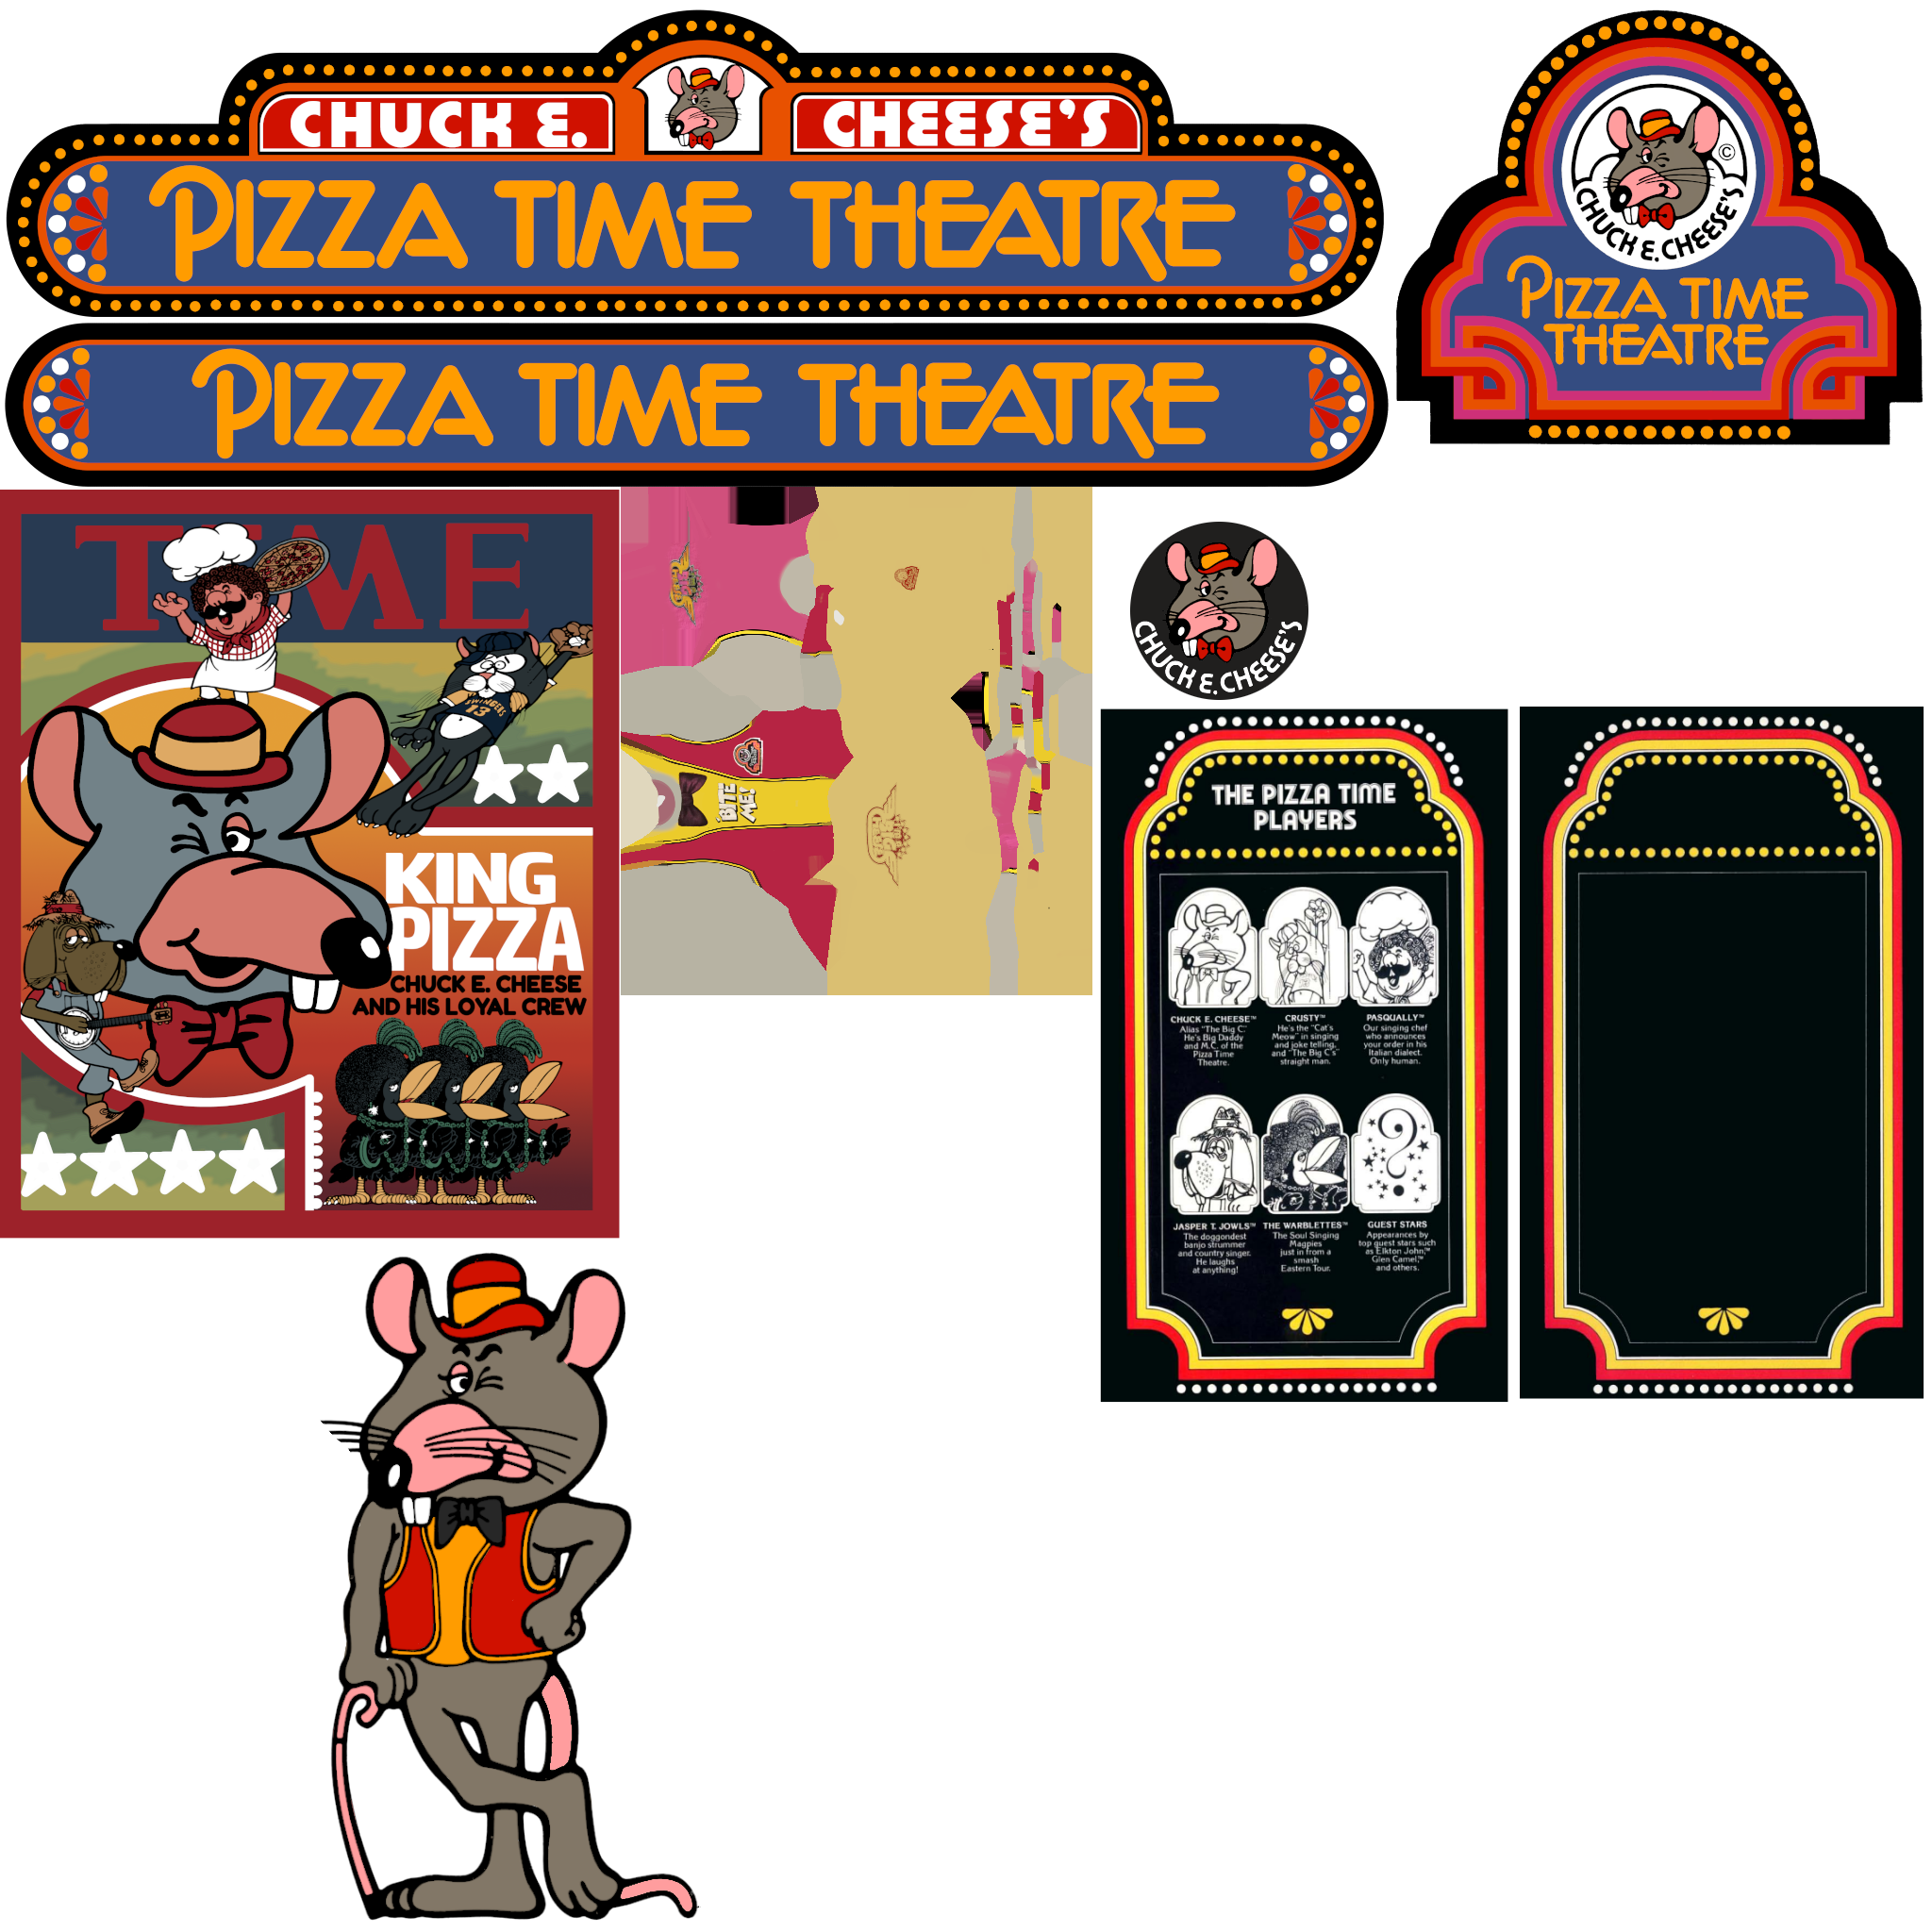 CHUCK E. CHEESE'S
PIZZA TIME THEATRE
PIZZA TIME THEATRE
©
CHUCK E. CHEESE'S
PIZZA TIME
THEATRE
TIME
SWINGERS
13
KING
PIZZA
CHUCK E. CHEESE
AND HIS LOYAL CREW
BITE
ME!
CHUCK E. CHEESE'S
THE PIZZA TIME
PLAYERS
CHUCK E. CHEESE™
Alias "The Big C."
He's Big Daddy
and M.C. of the
Pizza Time
Theatre.
CRUSTY™
He's the "Cat's
Meow" in singing
and joke telling,
and "The Big C's"
straight man.
PASQUALLY™
Our singing chef
who announces
your order in his
Italian dialect.
Only human.
JASPER T. JOWLS™
The doggondest
banjo strummer
and country singer.
He laughs
at anything!
THE WARBLETTES™
The Soul Singing
Magpies
just in from a
smash
Eastern Tour.
GUEST STARS
Appearances by
top guest stars such
as Elkton John,™
Glen Camel,™
and others.